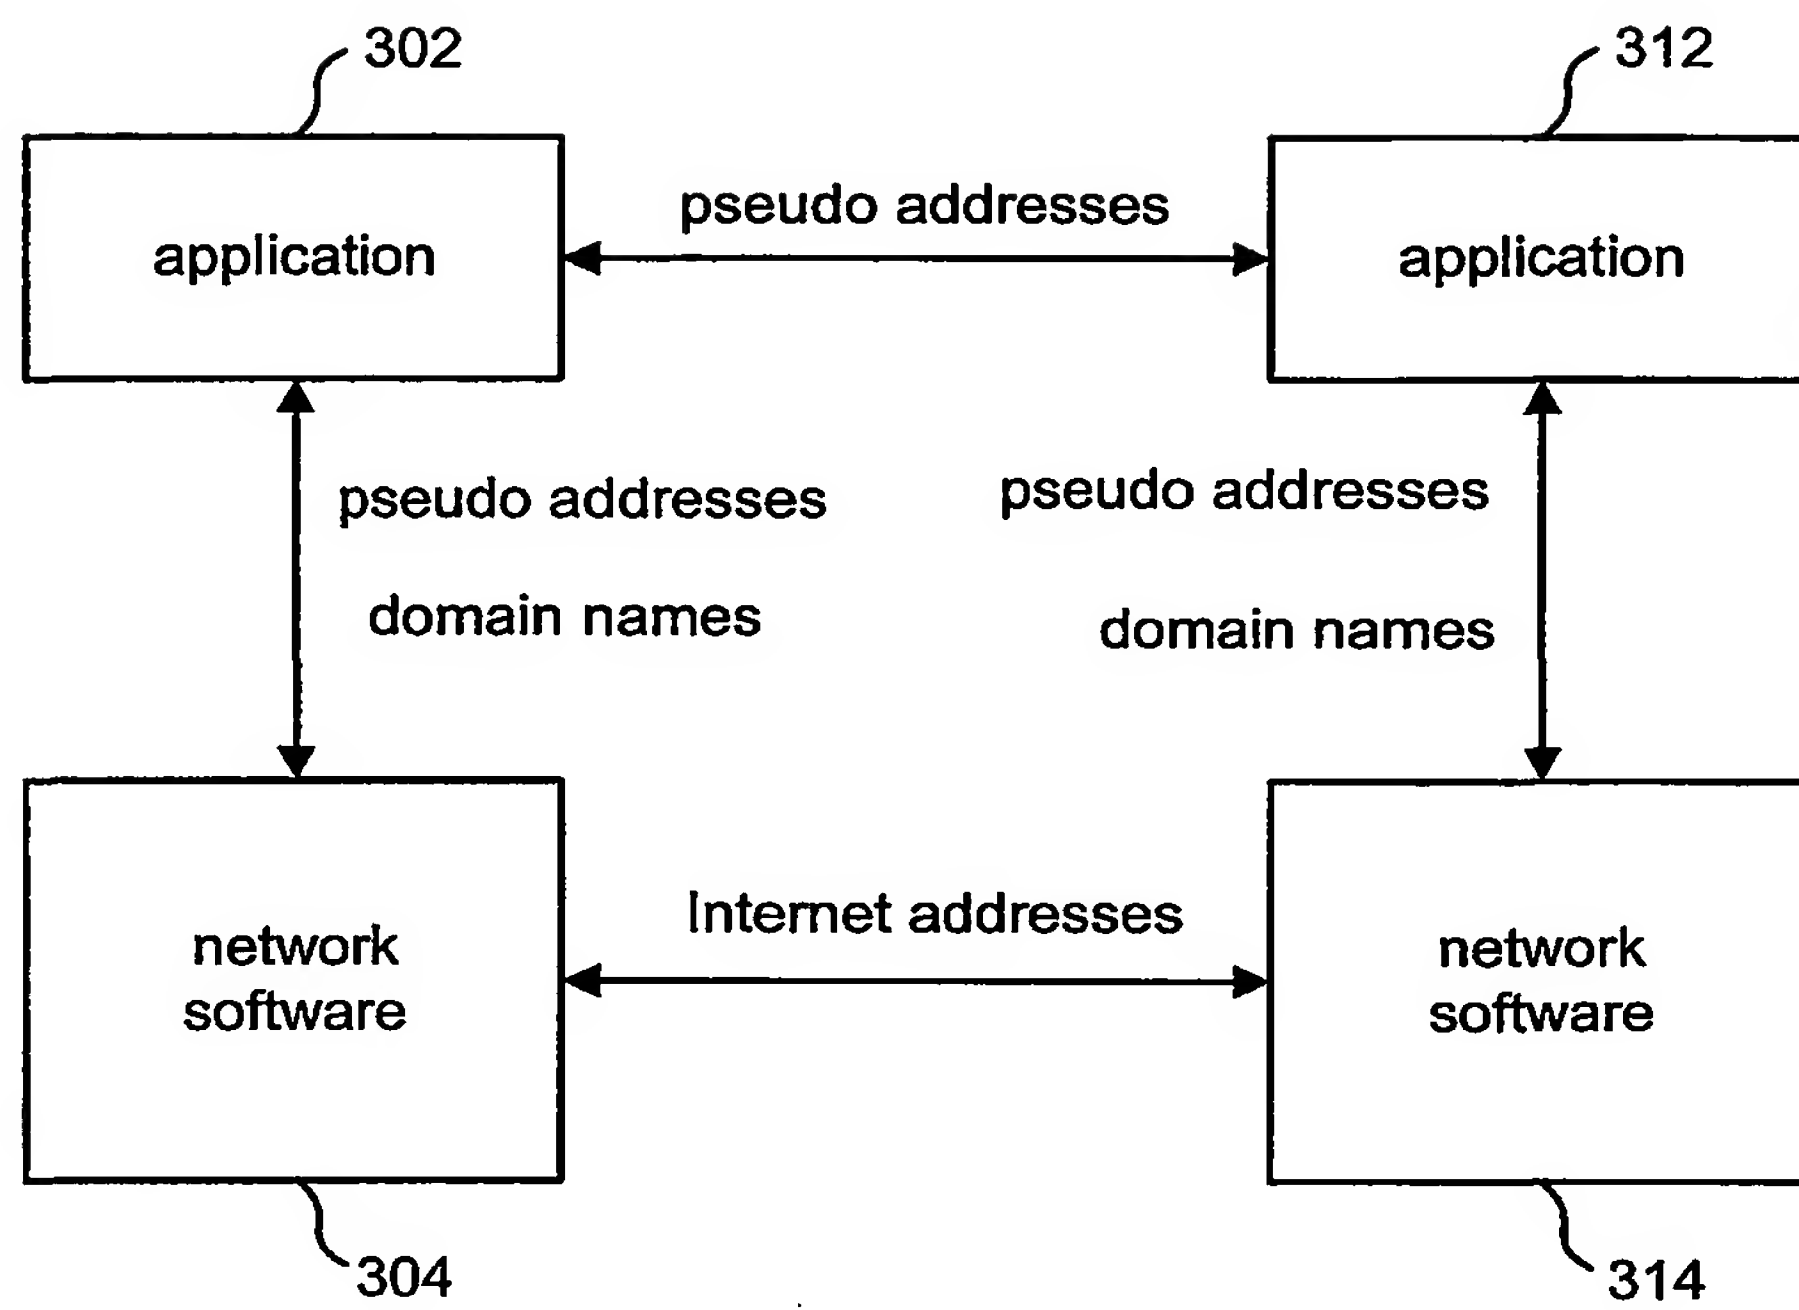 302
312
application
pseudo addresses
application
pseudo addresses
domain names
pseudo addresses
domain names
network
software
Internet addresses
network
software
304
314